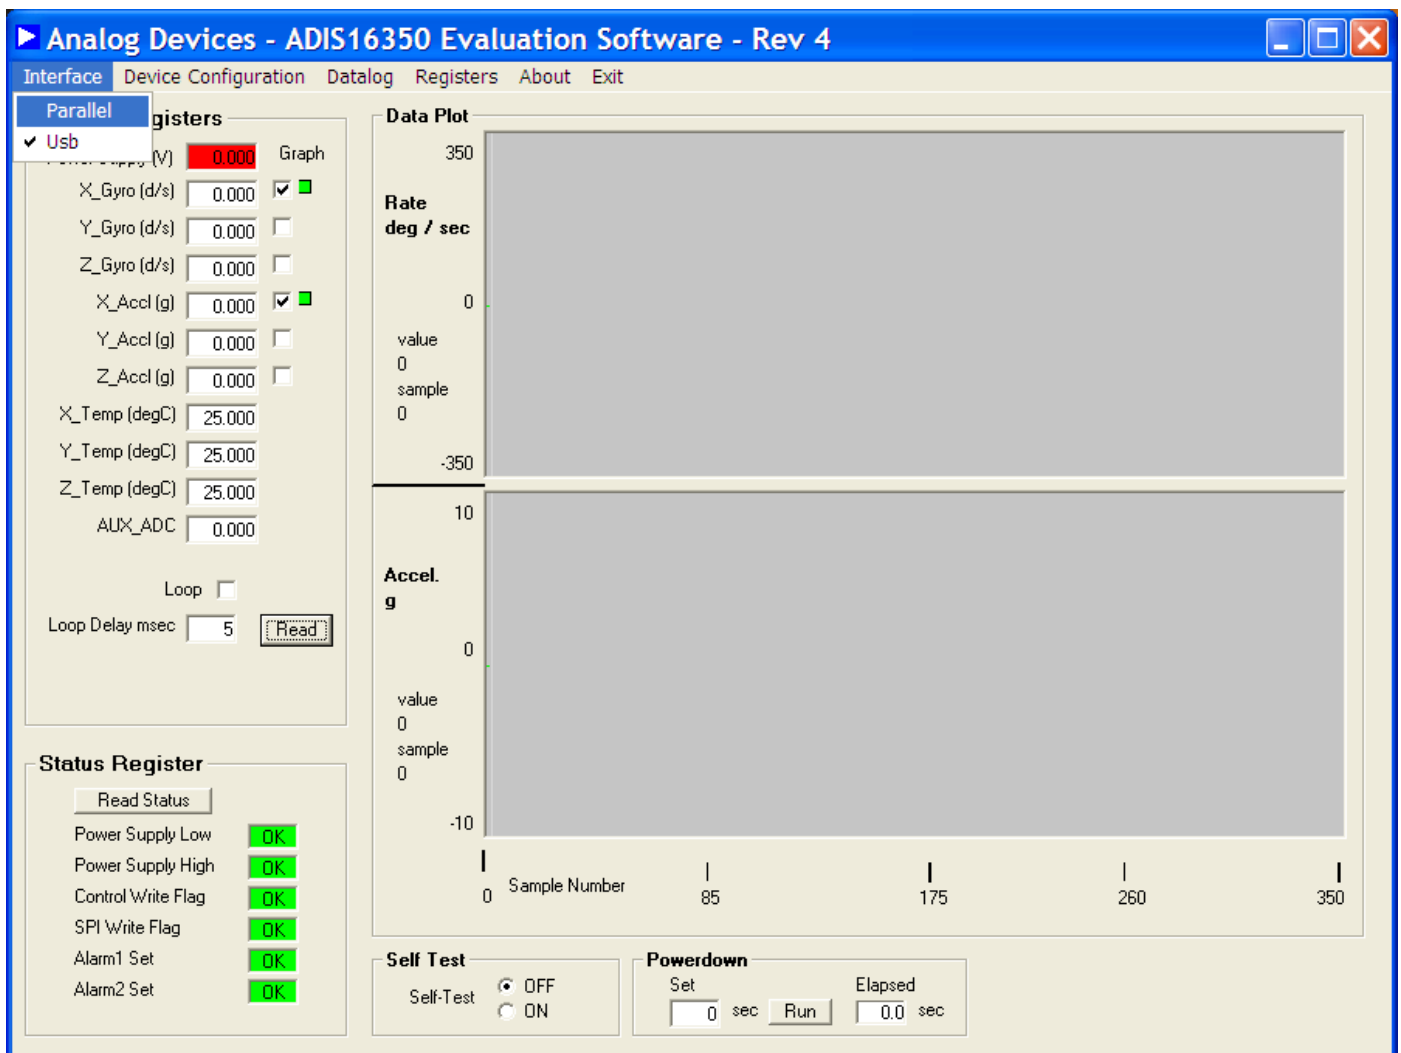 Analog Devices - ADIS16350 Evaluation Software - Rev 4
Interface Device Configuration Datalog Registers About Exit
Parallel
Usb
gisters
(V) 0.000 Graph
X_Gyro (d/s) 0.000
Y_Gyro (d/s) 0.000
Z_Gyro (d/s) 0.000
X_Accl (g) 0.000
Y_Accl (g) 0.000
Z_Accl (g) 0.000
X_Temp (degC) 25.000
Y_Temp (degC) 25.000
Z_Temp (degC) 25.000
AUX_ADC 0.000
Loop
Loop Delay msec 5 Read
Data Plot
350
Rate
deg / sec
0
value
0
sample
0
-350
10
Accel.
g
0
value
0
sample
0
-10
0 Sample Number 85 175 260 350
Status Register
Read Status
Power Supply Low OK
Power Supply High OK
Control Write Flag OK
SPI Write Flag OK
Alarm1 Set OK
Alarm2 Set OK
Self Test
Self-Test OFF
ON
Powerdown
Set Elapsed
0 sec Run 0.0 sec